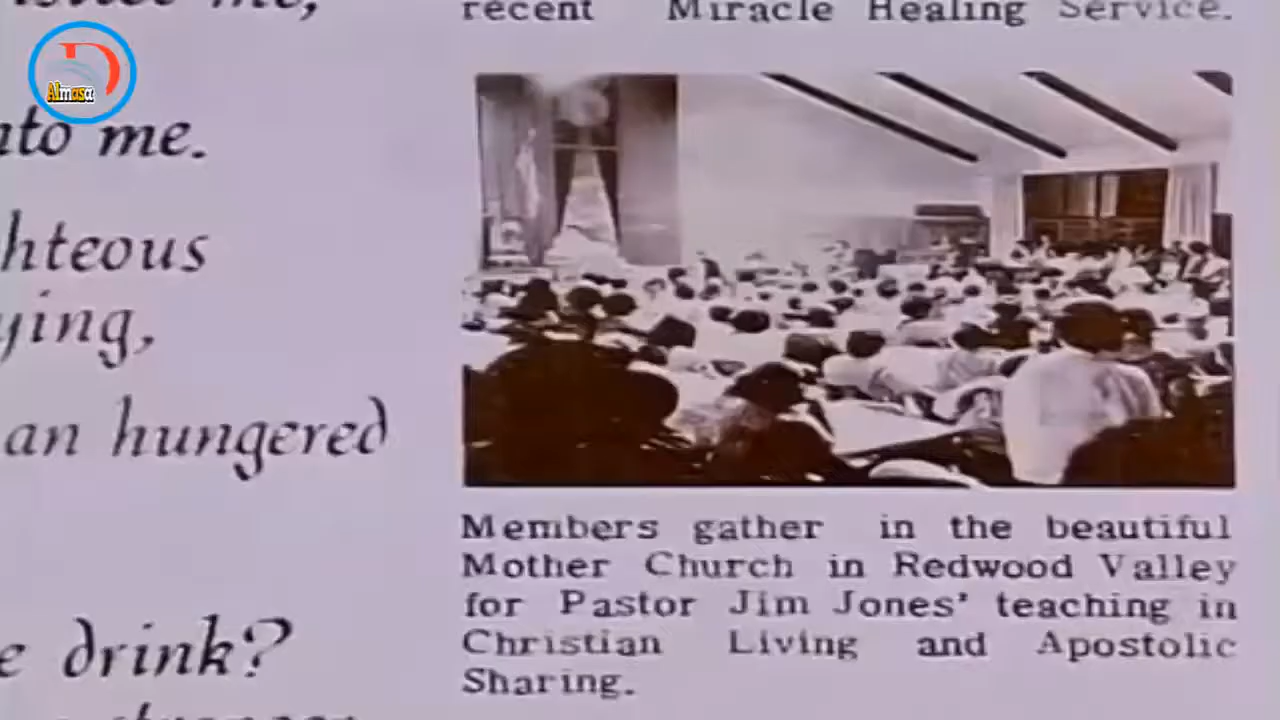 Almasa
nto me.
hteous
ying,
an hungered
e drink?
recent Miracle Healing Service.
Members gather in the beautiful
Mother Church in Redwood Valley
for Pastor Jim Jones' teaching in
Christian Living and Apostolic
Sharing.